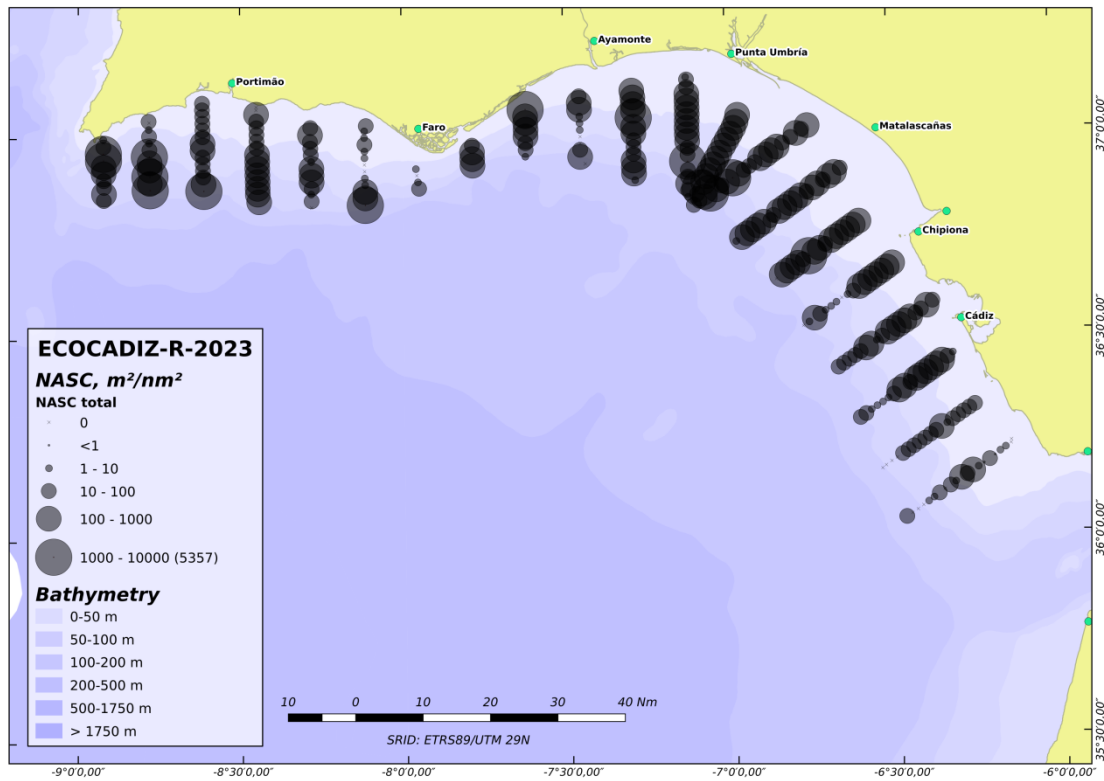 Ayamonte
Punta Umbría
Portimão
Faro
Matalascañas
Chipiona
Cádiz
37°0'0,00"
36°30'0,00"
36°0'0,00"
35°30'0,00"
ECOCADIZ-R-2023
NASC, m²/nm²
NASC total
0
<1
1 - 10
10 - 100
100 - 1000
1000 - 10000 (5357)
Bathymetry
0-50 m
50-100 m
100-200 m
200-500 m
500-1750 m
> 1750 m
10 0 10 20 30 40 Nm
SRID: ETRS89/UTM 29N
-9°0'0,00" -8°30'0,00" -8°0'0,00" -7°30'0,00" -7°0'0,00" -6°30'0,00" -6°0'0,00"